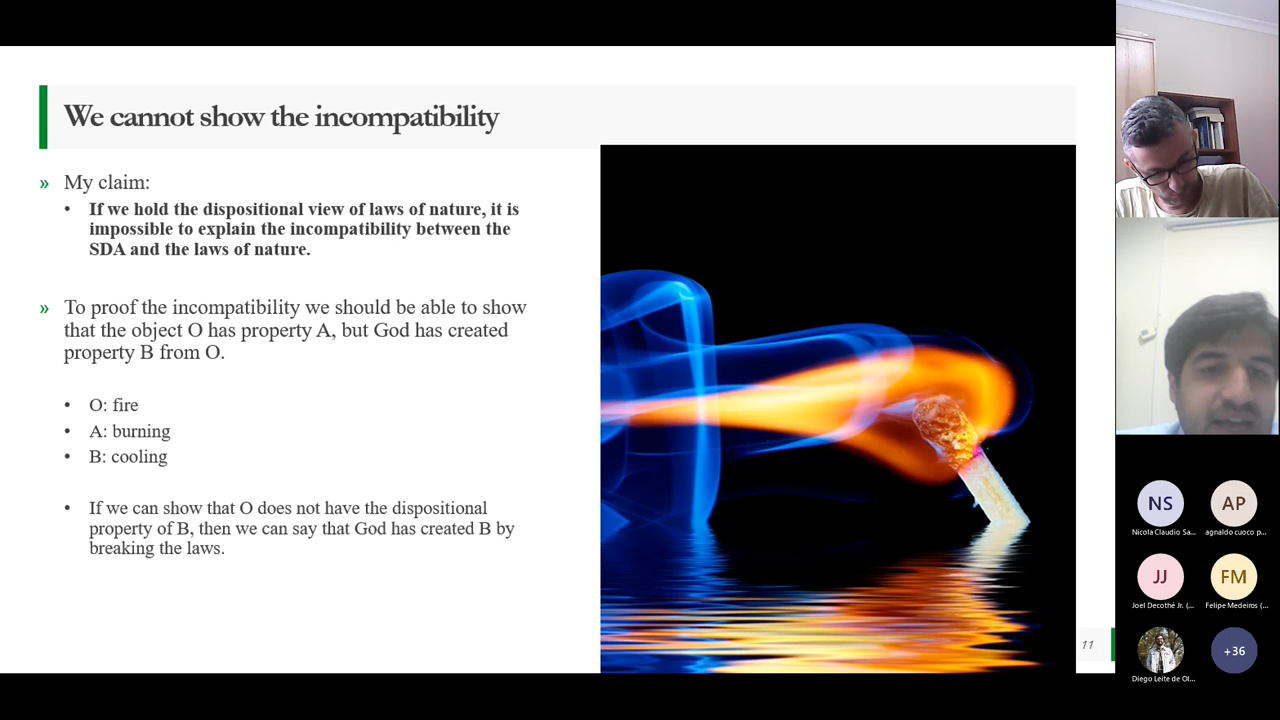 We cannot show the incompatibility
» My claim:
• If we hold the dispositional view of laws of nature, it is
impossible to explain the incompatibility between the
SDA and the laws of nature.
» To proof the incompatibility we should be able to show
that the object O has property A, but God has created
property B from O.
• O: fire
• A: burning
• B: cooling
• If we can show that O does not have the dispositional
property of B, then we can say that God has created B by
breaking the laws.
11
NS
Nicola Claudio Sa...
AP
agnaldo cuoco p...
JJ
Joel Decothé Jr. (...
FM
Felipe Medeiros (...
Diego Leite de Ol...
+36